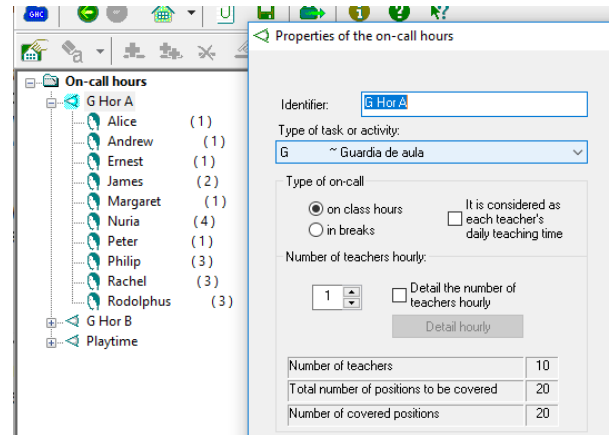 GHC
Properties of the on-call hours
On-call hours
G Hor A
Alice (1)
Andrew (1)
Ernest (1)
James (2)
Margaret (1)
Nuria (4)
Peter (1)
Philip (3)
Rachel (3)
Rodolphus (3)
G Hor B
Playtime
Identifier: G Hor A
Type of task or activity:
G ~ Guardia de aula
Type of on-call
on class hours
in breaks
It is considered as
each teacher's
daily teaching time
Number of teachers hourly:
1
Detail the number of
teachers hourly
Detail hourly
Number of teachers 10
Total number of positions to be covered 20
Number of covered positions 20